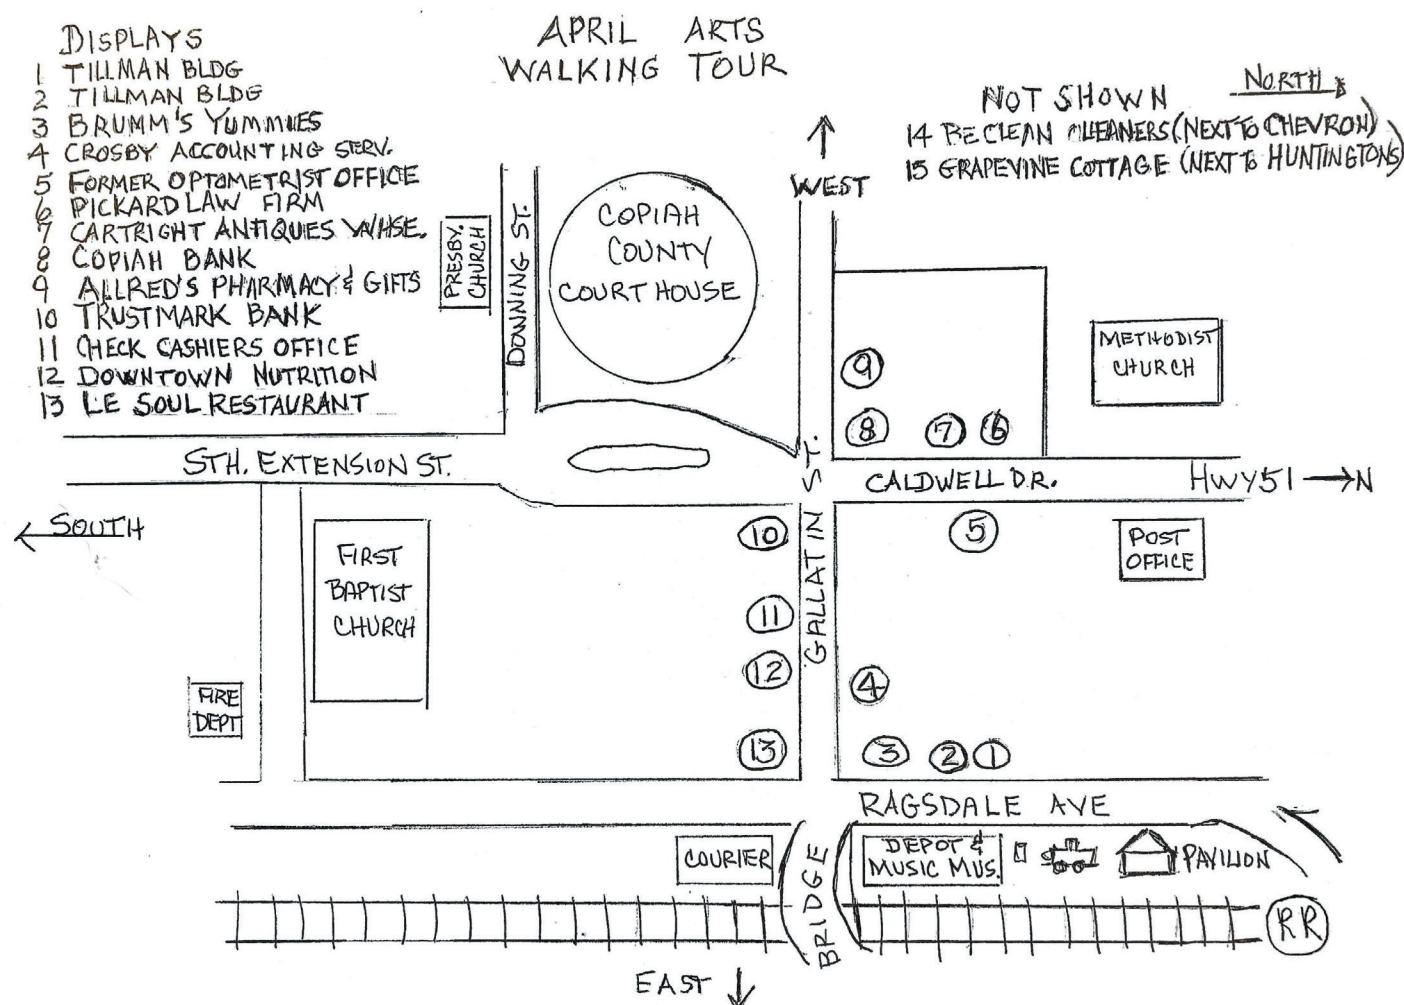 APRIL ARTS
WALKING TOUR
DISPLAYS
1 TILLMAN BLDG
2 TILLMAN BLDG
3 BRUMM'S YUMMIES
4 CROSBY ACCOUNTING SERV.
5 FORMER OPTOMETRIST OFFICE
6 PICKARD LAW FIRM
7 CARTRIGHT ANTIQUES WHSE.
8 COPIAH BANK
9 ALLRED'S PHARMACY & GIFTS
10 TRUSTMARK BANK
11 CHECK CASHIERS OFFICE
12 DOWNTOWN NUTRITION
13 LE SOUL RESTAURANT
NORTH
NOT SHOWN
14 BE CLEAN CLEANERS (NEXT TO CHEVRON)
15 GRAPEVINE COTTAGE (NEXT TO HUNTINGTONS)
WEST
PRESBY.
CHURCH
DOWNING ST.
COPIAH
COUNTY
COURT HOUSE
METHODIST
CHURCH
9
8
7
6
STH. EXTENSION ST.
GALLATIN ST.
CALDWELL DR.
HWY 51 → N
SOUTH
FIRST
BAPTIST
CHURCH
10
5
POST
OFFICE
11
12
4
FIRE
DEPT
13
3
2
1
RAGSDALE AVE
COURIER
BRIDGE
DEPOT &
MUSIC MUS.
PAVILION
RR
EAST